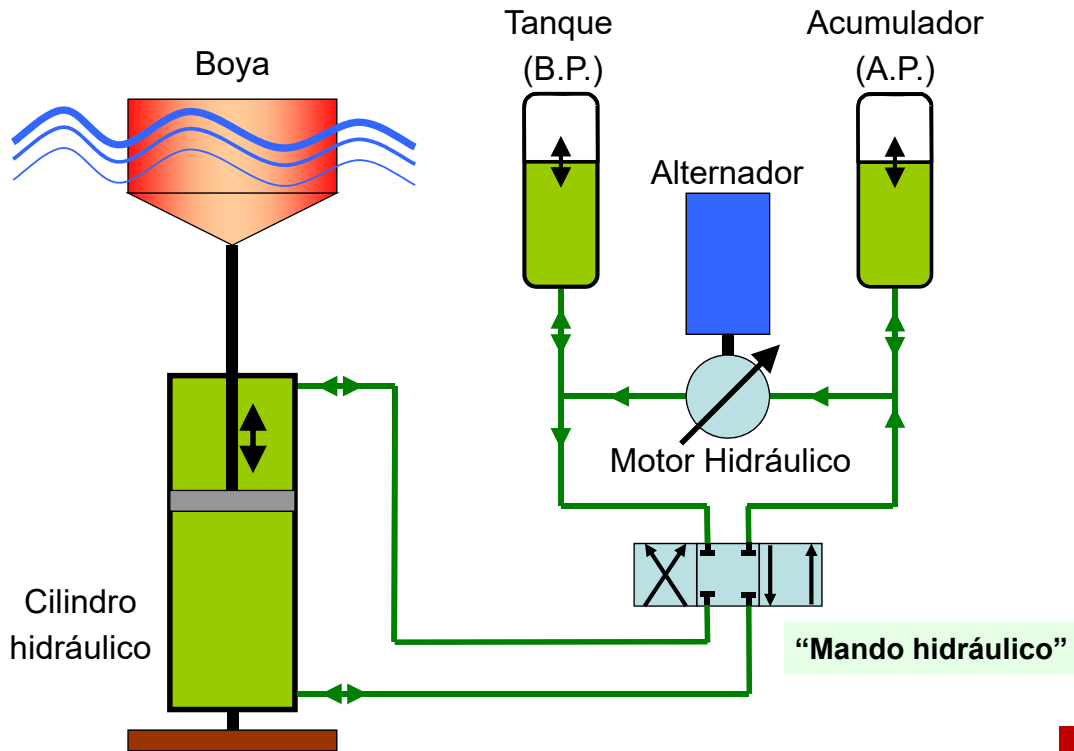 Tanque
(B.P.)
Acumulador
(A.P.)
Boya
Alternador
Motor Hidráulico
Cilindro
hidráulico
“Mando hidráulico”